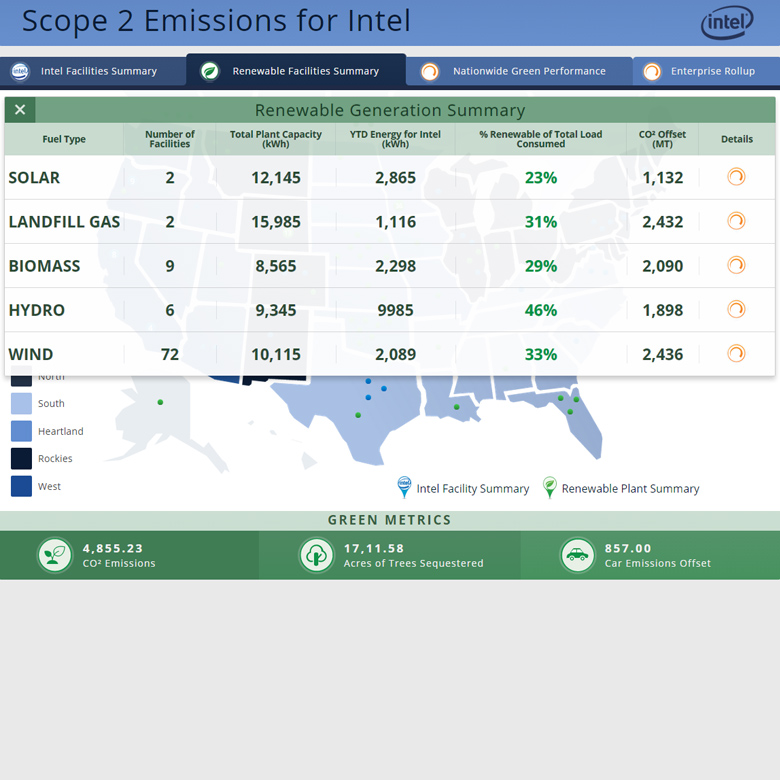 Scope 2 Emissions for Intel
intel
Intel Facilities Summary
Renewable Facilities Summary
Nationwide Green Performance
Enterprise Rollup
Renewable Generation Summary
Fuel Type
Number of
Facilities
Total Plant Capacity
(kWh)
YTD Energy for Intel
(kWh)
% Renewable of Total Load
Consumed
CO² Offset
(MT)
Details
SOLAR 2 12,145 2,865 23% 1,132
LANDFILL GAS 2 15,985 1,116 31% 2,432
BIOMASS 9 8,565 2,298 29% 2,090
HYDRO 6 9,345 9985 46% 1,898
WIND 72 10,115 2,089 33% 2,436
North
South
Heartland
Rockies
West
Intel Facility Summary
Renewable Plant Summary
GREEN METRICS
4,855.23
CO² Emissions
17,11.58
Acres of Trees Sequestered
857.00
Car Emissions Offset